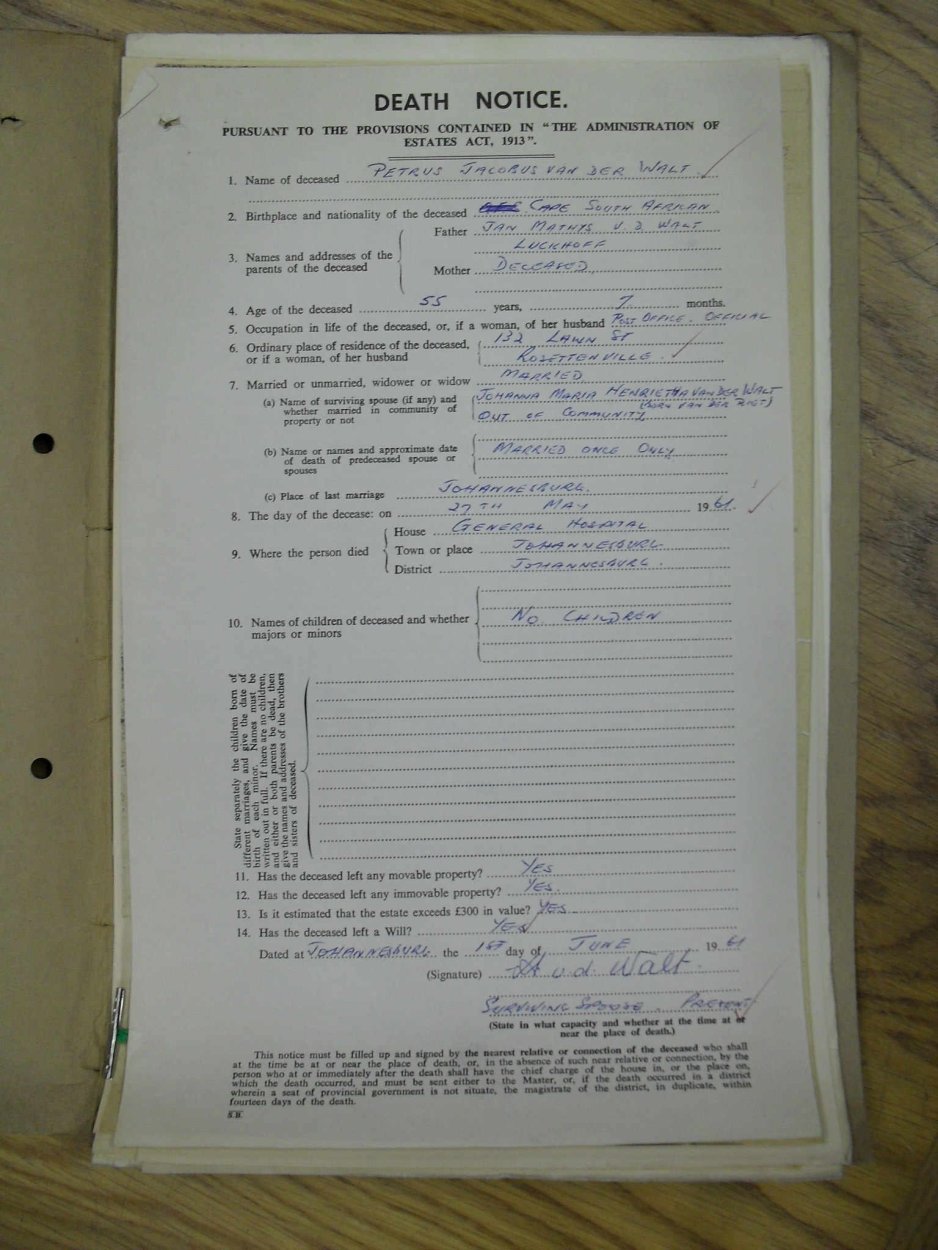 DEATH NOTICE.
PURSUANT TO THE PROVISIONS CONTAINED IN "THE ADMINISTRATION OF
ESTATES ACT, 1913".
1. Name of deceased PETRUS JACOBUS VAN DER WALT
2. Birthplace and nationality of the deceased CAPE SOUTH AFRICAN
3. Names and addresses of the parents of the deceased
Father JAN MATHYS V.D. WALT
LUCKHOFF
Mother DECEASED
4. Age of the deceased 55 years, 7 months.
5. Occupation in life of the deceased, or, if a woman, of her husband POST OFFICE OFFICIAL
6. Ordinary place of residence of the deceased, 132 LAWN ST
or if a woman, of her husband ROSETTENVILLE
7. Married or unmarried, widower or widow MARRIED
(a) Name of surviving spouse (if any) and JOHANNA MARIA HENRIETHA VAN DER WALT
whether married in community of OUT OF COMMUNITY (BORN VAN DER POST)
property or not
(b) Name or names and approximate date
of death of predeceased spouse or MARRIED ONCE ONLY
spouses
(c) Place of last marriage JOHANNESBURG
8. The day of the decease: on 27TH MAY 1961
9. Where the person died
House GENERAL HOSPITAL
Town or place JOHANNESBURG
District JOHANNESBURG.
10. Names of children of deceased and whether NO CHILDREN
majors or minors
State separately the children born of
different marriages, and give the date of
birth of each minor. Names must be
written out in full. If there are no children,
and either or both parents be dead, then
give the names and addresses of the brothers
and sisters of deceased.
11. Has the deceased left any movable property? YES
12. Has the deceased left any immovable property? YES
13. Is it estimated that the estate exceeds £300 in value? YES
14. Has the deceased left a Will? YES
Dated at JOHANNESBURG the 1ST day of JUNE 1961
(Signature) v.d. Walt.
SURVIVING SPOUSE. PRESENT
(State in what capacity and whether at the time at or
near the place of death.)
This notice must be filled up and signed by the nearest relative or connection of the deceased who shall
at the time be at or near the place of death, or, in the absence of such near relative or connection, by the
person who at or immediately after the death shall have the chief charge of the house in, or the place on,
which the death occurred, and must be sent either to the Master, or, if the death occurred in a district
wherein a seat of provincial government is not situate, the magistrate of the district, in duplicate, within
fourteen days of the death.
S.B.